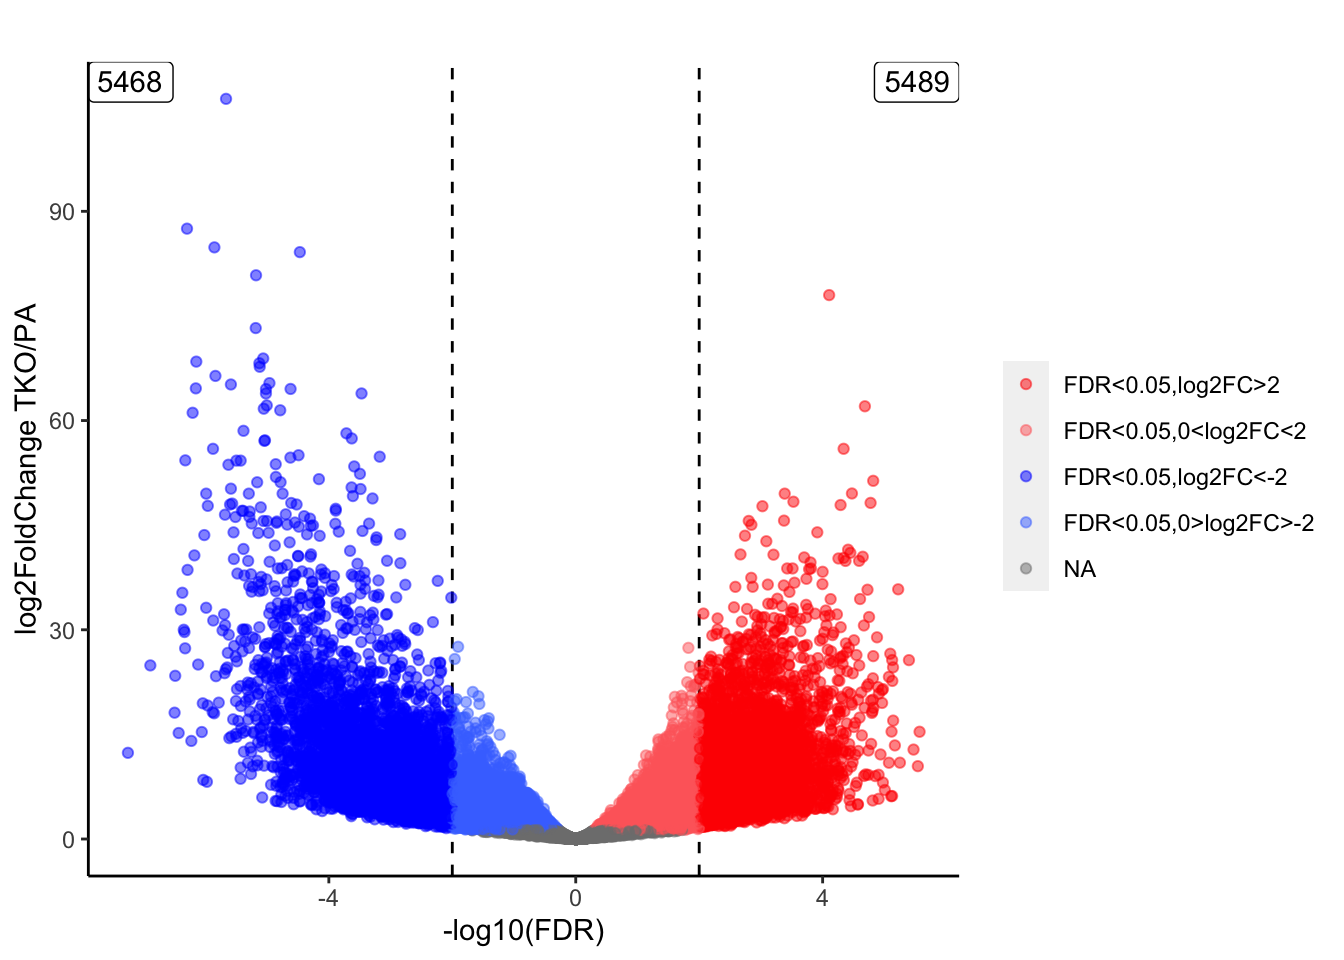 5468
5489
90
60
30
0
log2FoldChange TKO/PA
-4
0
4
-log10(FDR)
FDR<0.05,log2FC>2
FDR<0.05,0<log2FC<2
FDR<0.05,log2FC<-2
FDR<0.05,0>log2FC>-2
NA